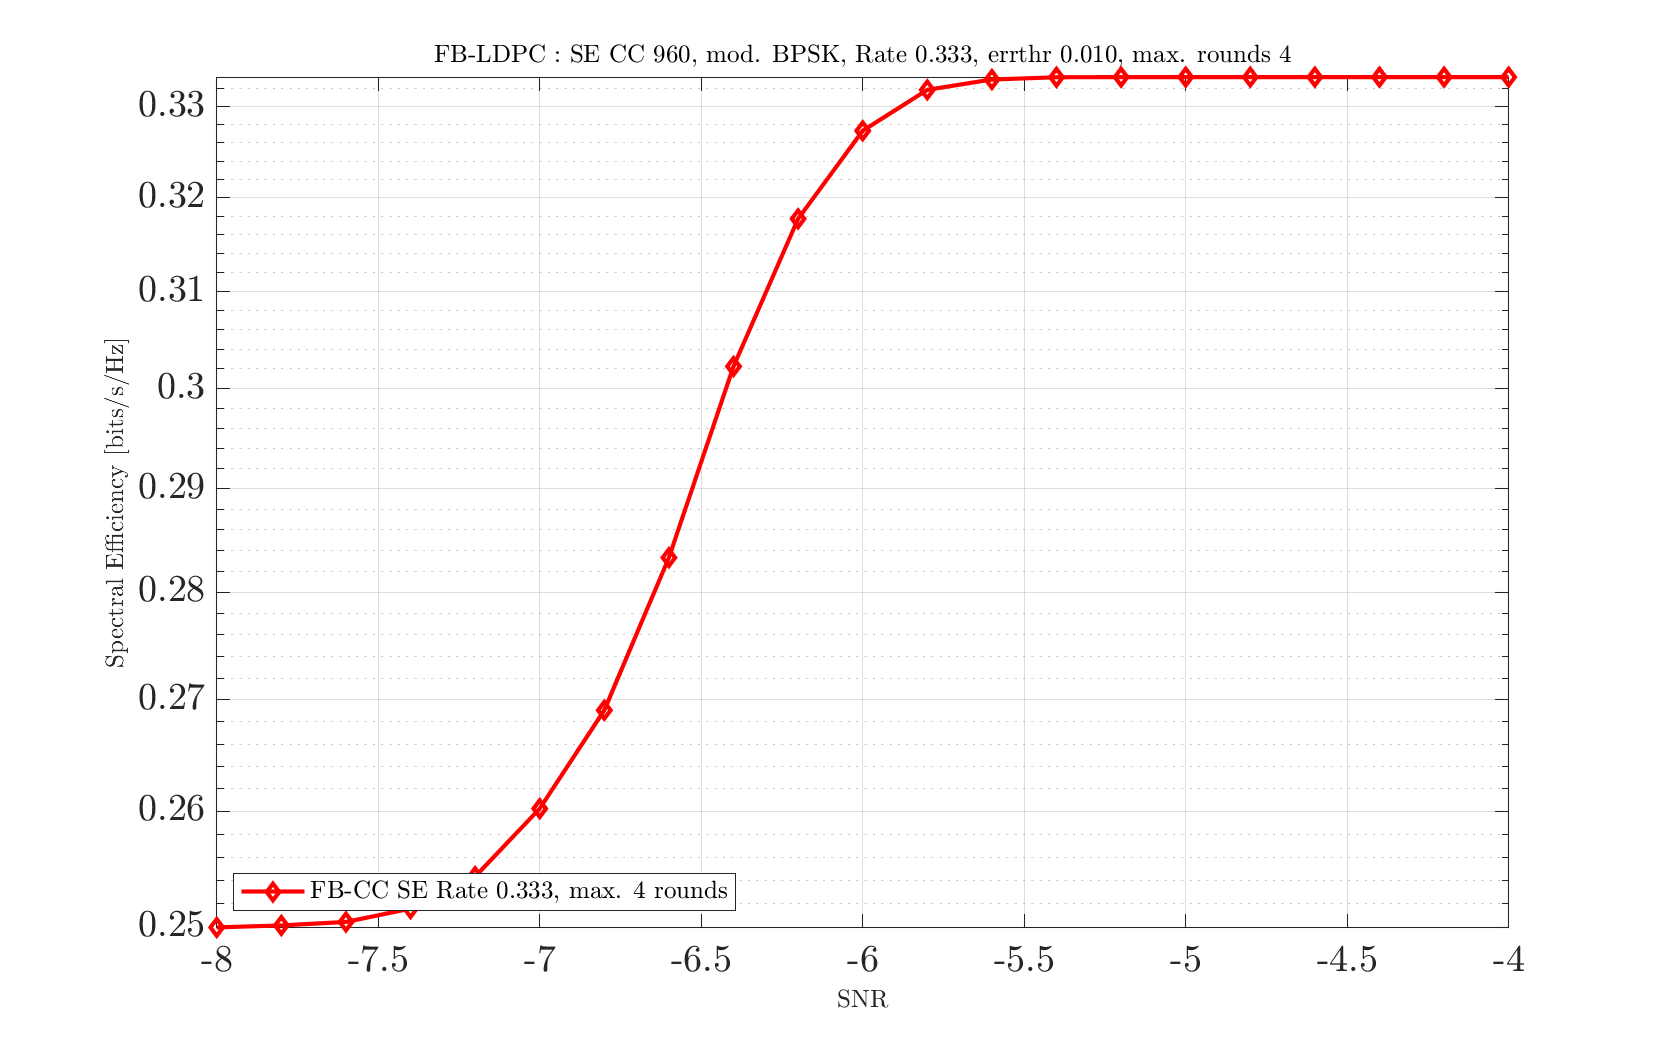 FB-LDPC : SE CC 960, mod. BPSK, Rate 0.333, errthr 0.010, max. rounds 4
0.33
0.32
0.31
0.3
0.29
0.28
0.27
0.26
0.25
Spectral Efficiency [bits/s/Hz]
FB-CC SE Rate 0.333, max. 4 rounds
-8 -7.5 -7 -6.5 -6 -5.5 -5 -4.5 -4
SNR